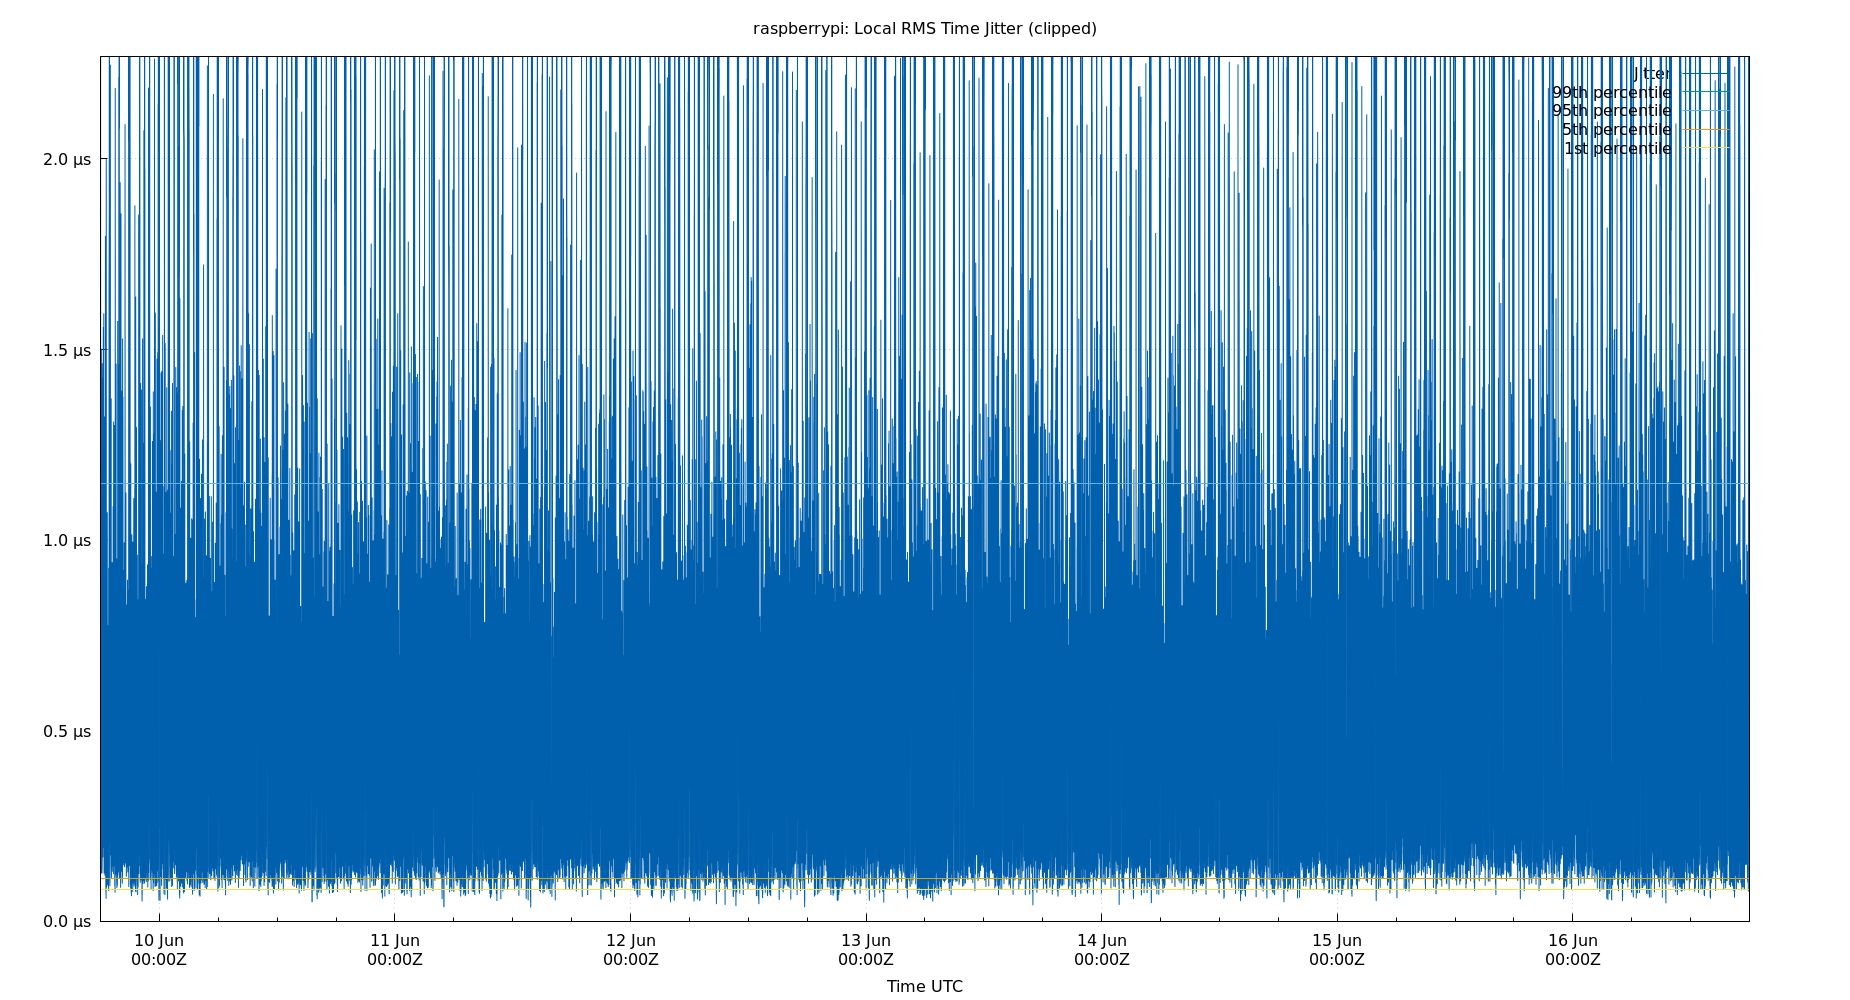 raspberrypi: Local RMS Time Jitter (clipped)
Jitter
99th percentile
95th percentile
5th percentile
1st percentile
2.0 µs
1.5 µs
1.0 µs
0.5 µs
0.0 µs
10 Jun 11 Jun 12 Jun 13 Jun 14 Jun 15 Jun 16 Jun
00:00Z 00:00Z 00:00Z 00:00Z 00:00Z 00:00Z 00:00Z
Time UTC